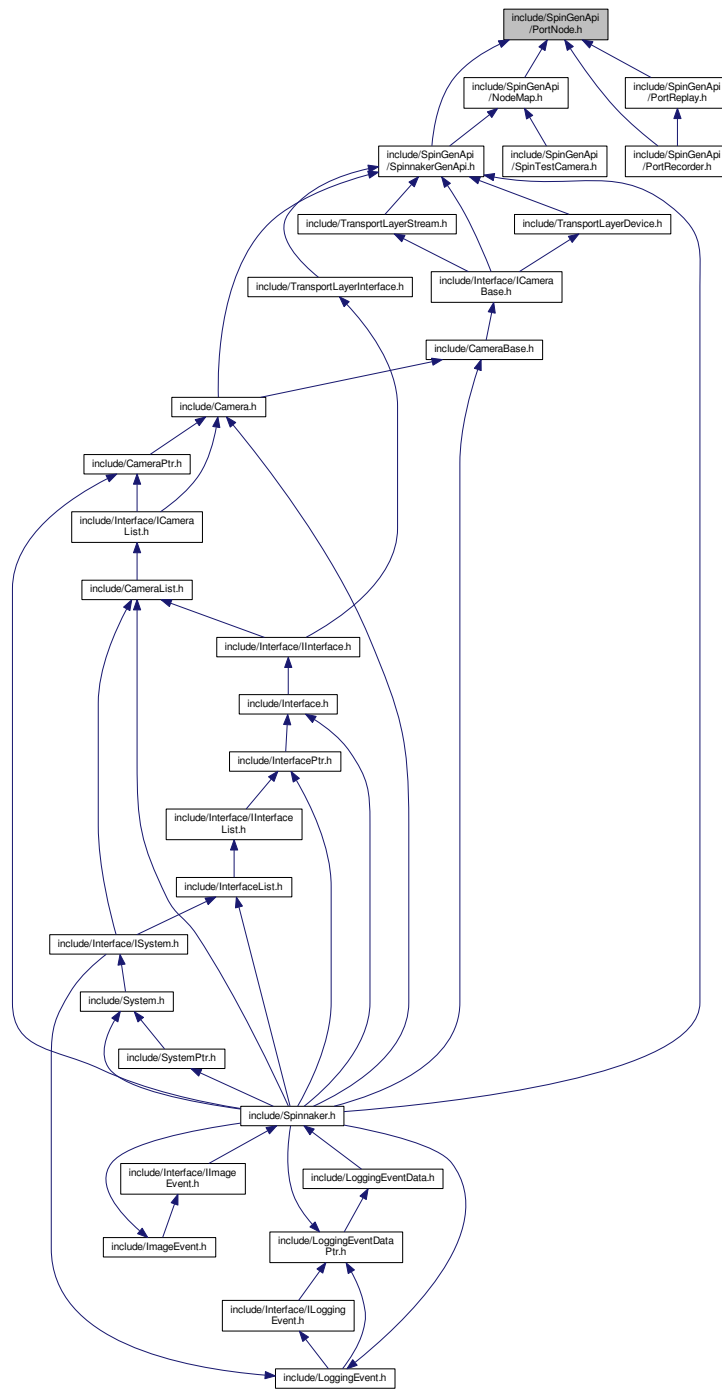 include/SpinGenApi
/PortNode.h
include/SpinGenApi
/NodeMap.h
include/SpinGenApi
/PortReplay.h
include/SpinGenApi
/SpinnakerGenApi.h
include/SpinGenApi
/SpinTestCamera.h
include/SpinGenApi
/PortRecorder.h
include/TransportLayerStream.h
include/TransportLayerDevice.h
include/TransportLayerInterface.h
include/Interface/ICamera
Base.h
include/CameraBase.h
include/Camera.h
include/CameraPtr.h
include/Interface/ICamera
List.h
include/CameraList.h
include/Interface/IInterface.h
include/Interface.h
include/InterfacePtr.h
include/Interface/IInterface
List.h
include/InterfaceList.h
include/Interface/ISystem.h
include/System.h
include/SystemPtr.h
include/Spinnaker.h
include/Interface/IImage
Event.h
include/LoggingEventData.h
include/ImageEvent.h
include/LoggingEventData
Ptr.h
include/Interface/ILogging
Event.h
include/LoggingEvent.h